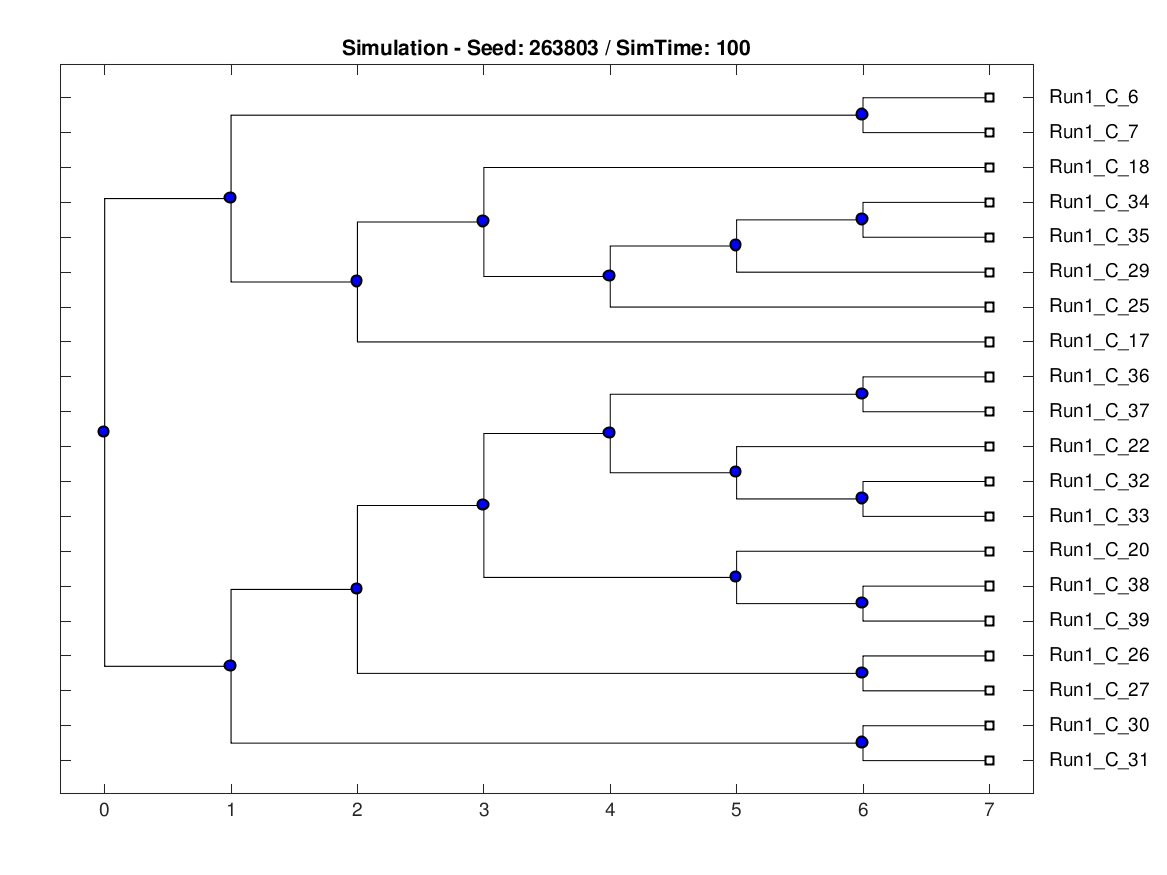 Simulation - Seed: 263803 / SimTime: 100
Run1_C_6
Run1_C_7
Run1_C_18
Run1_C_34
Run1_C_35
Run1_C_29
Run1_C_25
Run1_C_17
Run1_C_36
Run1_C_37
Run1_C_22
Run1_C_32
Run1_C_33
Run1_C_20
Run1_C_38
Run1_C_39
Run1_C_26
Run1_C_27
Run1_C_30
Run1_C_31
0 1 2 3 4 5 6 7